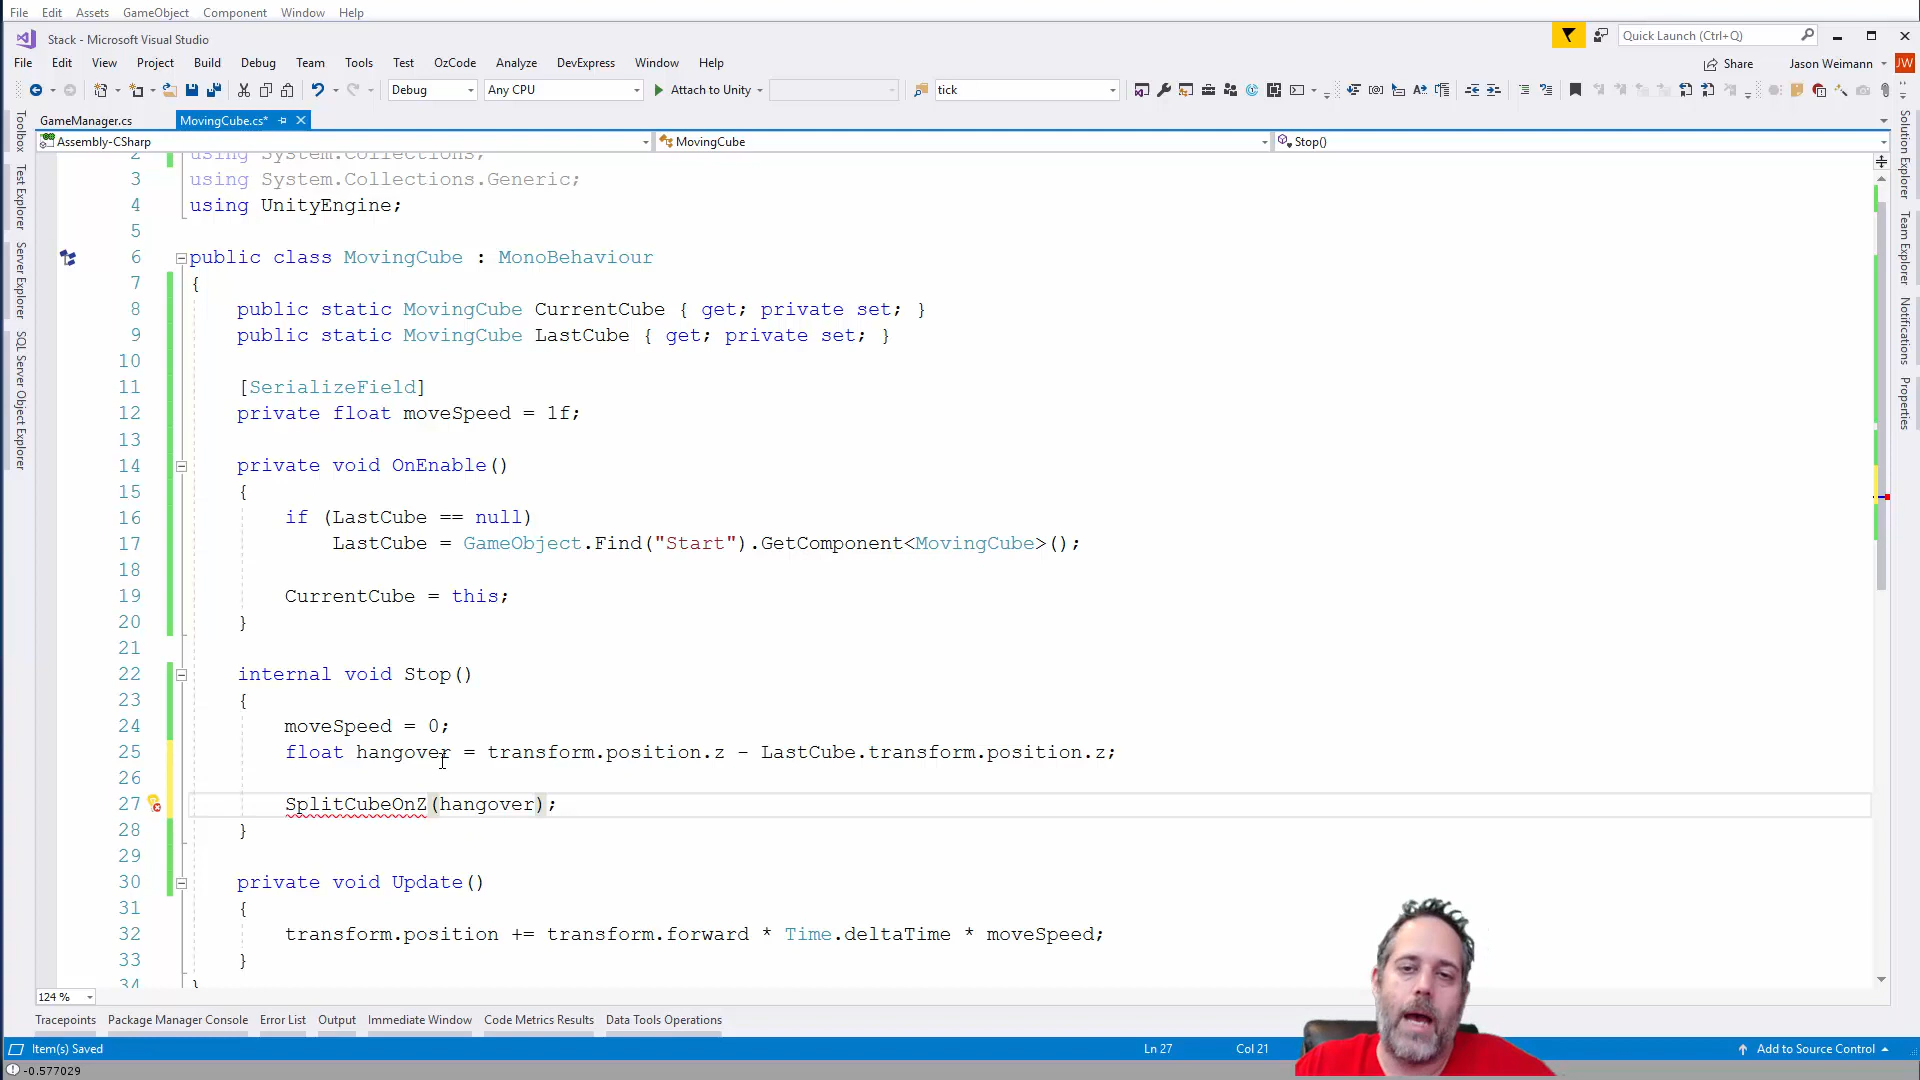 File Edit Assets GameObject Component Window Help
Stack - Microsoft Visual Studio
Quick Launch (Ctrl+Q)
File Edit View Project Build Debug Team Tools Test OzCode Analyze DevExpress Window Help
Share Jason Weimann JW
Debug Any CPU Attach to Unity tick
GameManager.cs MovingCube.cs*
Assembly-CSharp MovingCube Stop()
Toolbox
Test Explorer
Server Explorer
SQL Server Object Explorer
2 using System.Collections;
3 using System.Collections.Generic;
4 using UnityEngine;
5
6 public class MovingCube : MonoBehaviour
7 {
8 public static MovingCube CurrentCube { get; private set; }
9 public static MovingCube LastCube { get; private set; }
10
11 [SerializeField]
12 private float moveSpeed = 1f;
13
14 private void OnEnable()
15 {
16 if (LastCube == null)
17 LastCube = GameObject.Find("Start").GetComponent<MovingCube>();
18
19 CurrentCube = this;
20 }
21
22 internal void Stop()
23 {
24 moveSpeed = 0;
25 float hangover = transform.position.z - LastCube.transform.position.z;
26
27 SplitCubeOnZ(hangover);
28 }
29
30 private void Update()
31 {
32 transform.position += transform.forward * Time.deltaTime * moveSpeed;
33 }
34 }
Solution Explorer
Team Explorer
Notifications
Properties
124 %
Tracepoints Package Manager Console Error List Output Immediate Window Code Metrics Results Data Tools Operations
Item(s) Saved Ln 27 Col 21 Add to Source Control
-0.577029